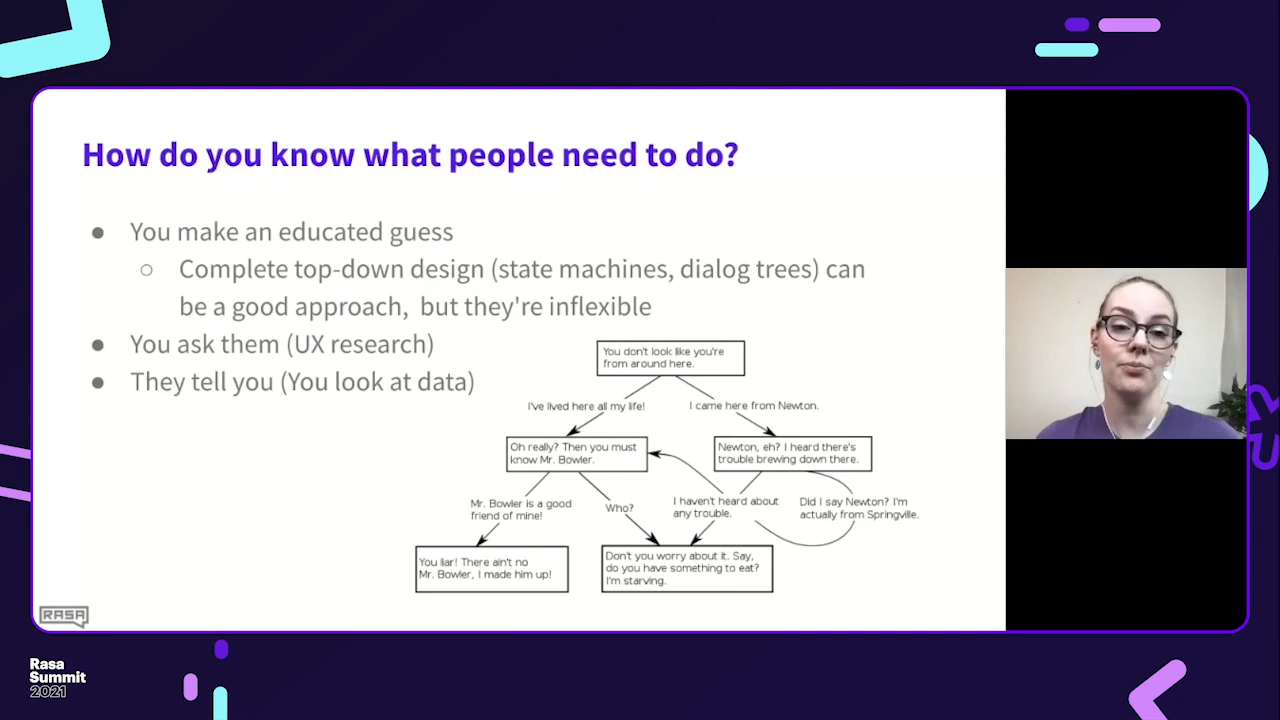 How do you know what people need to do?
● You make an educated guess
○ Complete top-down design (state machines, dialog trees) can
be a good approach, but they're inflexible
● You ask them (UX research)
● They tell you (You look at data)
You don't look like you're
from around here.
I've lived here all my life!
I came here from Newton.
Oh really? Then you must
know Mr. Bowler.
Newton, eh? I heard there's
trouble brewing down there.
Mr. Bowler is a good
friend of mine!
Who?
I haven't heard about
any trouble.
Did I say Newton? I'm
actually from Springville.
You liar! There ain't no
Mr. Bowler, I made him up!
Don't you worry about it. Say,
do you have something to eat?
I'm starving.
RASA
Rasa
Summit
2021